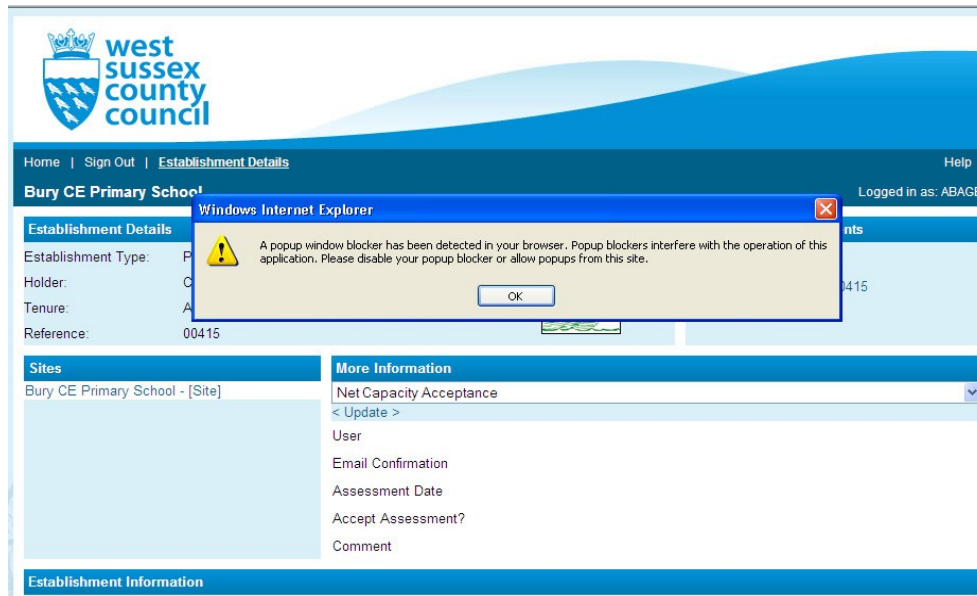 west
sussex
county
council
Home | Sign Out | Establishment Details
Help
Bury CE Primary School
Logged in as: ABAGE
Windows Internet Explorer
A popup window blocker has been detected in your browser. Popup blockers interfere with the operation of this
application. Please disable your popup blocker or allow popups from this site.
OK
Establishment Details
Establishment Type:
Holder:
Tenure:
Reference: 00415
Sites
Bury CE Primary School - [Site]
More Information
Net Capacity Acceptance
< Update >
User
Email Confirmation
Assessment Date
Accept Assessment?
Comment
Establishment Information